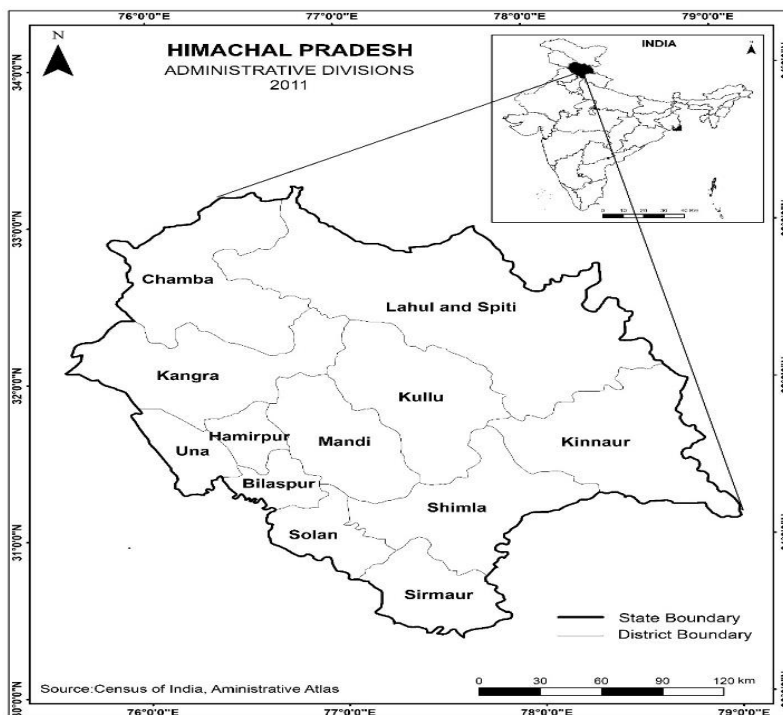 76°0'0"E 77°0'0"E 78°0'0"E 79°0'0"E
N
HIMACHAL PRADESH
ADMINISTRATIVE DIVISIONS
2011
INDIA
N
34°0'0"N
33°0'0"N
32°0'0"N
31°0'0"N
30°0'0"N
Chamba
Lahul and Spiti
Kangra
Kullu
Hamirpur
Mandi
Kinnaur
Una
Bilaspur
Shimla
Solan
Sirmaur
State Boundary
District Boundary
Source:Census of India, Aministrative Atlas
0 30 60 90 120 km
76°0'0"E 77°0'0"E 78°0'0"E 79°0'0"E